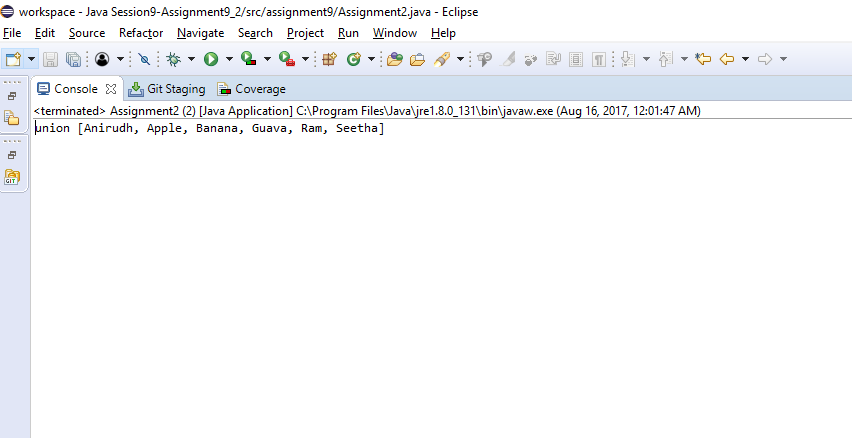 workspace - Java Session9-Assignment9_2/src/assignment9/Assignment2.java - Eclipse
File Edit Source Refactor Navigate Search Project Run Window Help
Console Git Staging Coverage
<terminated> Assignment2 (2) [Java Application] C:\Program Files\Java\jre1.8.0_131\bin\javaw.exe (Aug 16, 2017, 12:01:47 AM)
union [Anirudh, Apple, Banana, Guava, Ram, Seetha]
GIT